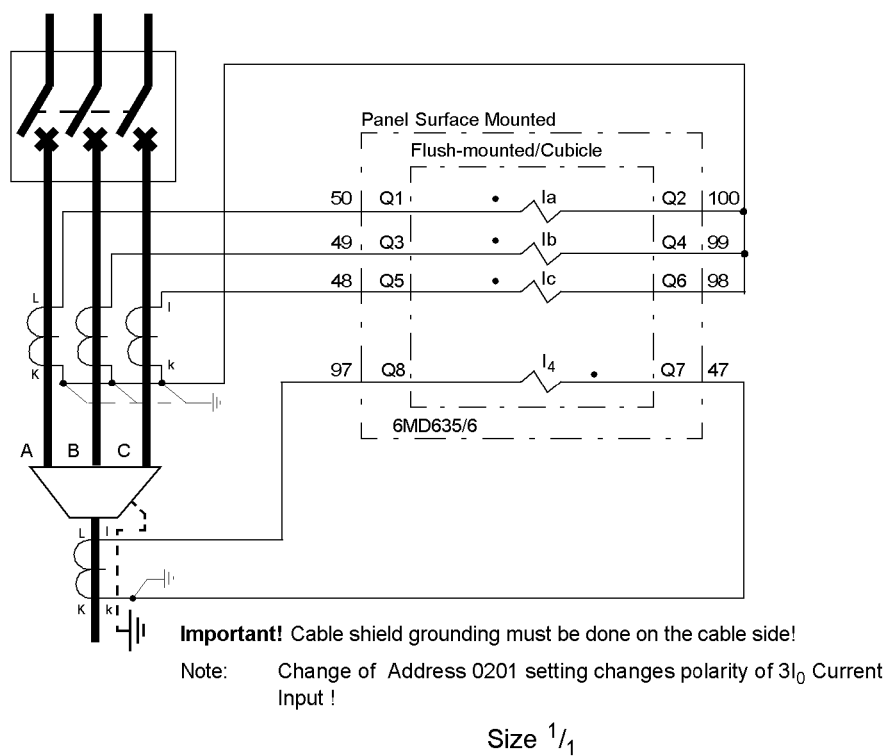 Panel Surface Mounted
Flush-mounted/Cubicle
50 Q1 Ia Q2 100
49 Q3 Ib Q4 99
48 Q5 Ic Q6 98
L l
K k
97 Q8 I4 Q7 47
6MD635/6
A B C
L l
K k
Important! Cable shield grounding must be done on the cable side!
Note: Change of Address 0201 setting changes polarity of 3I0 Current
Input !
Size 1/1